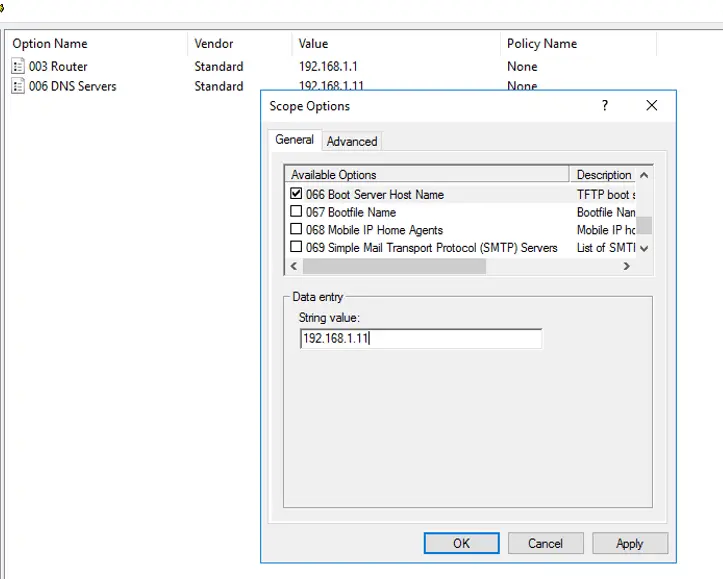 Option Name Vendor Value Policy Name
003 Router Standard 192.168.1.1 None
006 DNS Servers Standard 192.168.1.11 None
Scope Options ? 
General Advanced
Available Options Description
066 Boot Server Host Name TFTP boot s
067 Bootfile Name Bootfile Nan
068 Mobile IP Home Agents Mobile IP ho
069 Simple Mail Transport Protocol (SMTP) Servers List of SMTI
Data entry
String value:
192.168.1.11
OK Cancel Apply